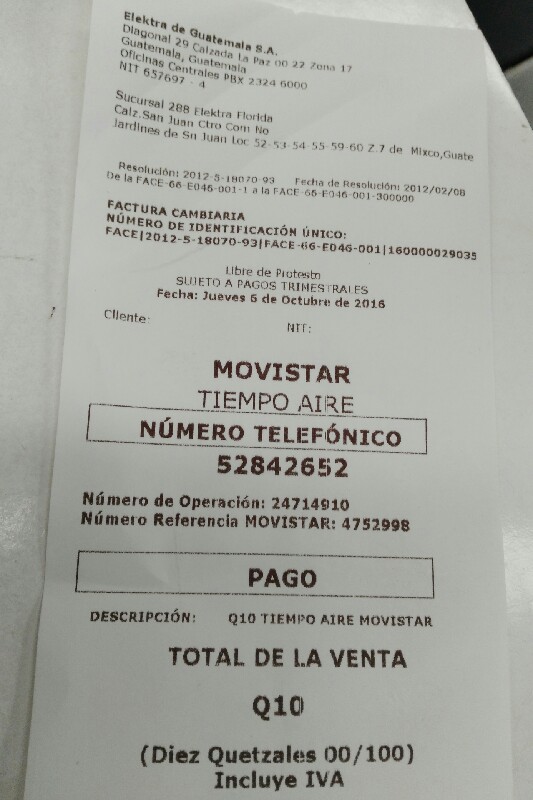 Elektra de Guatemala S.A.
Diagonal 29 Calzada La Paz 00 22 Zona 17
Guatemala, Guatemala
Oficinas Centrales PBX 2324 6000
NIT 657697 - 4
Sucursal 288 Elektra Florida
Calz.San Juan Ctro Com No
Jardines de Sn Juan Loc 52-53-54-55-59-60 Z.7 de Mixco,Guate
Resolución: 2012-5-18070-93 Fecha de Resolución: 2012/02/08
De la FACE-66-E046-001-1 a la FACE-66-E046-001-300000
FACTURA CAMBIARIA
NÚMERO DE IDENTIFICACIÓN ÚNICO:
FACE|2012-5-18070-93|FACE-66-E046-001|160000029035
Libre de Protesto
SUJETO A PAGOS TRIMESTRALES
Fecha: Jueves 6 de Octubre de 2016
Cliente:
NIT:
MOVISTAR
TIEMPO AIRE
NÚMERO TELEFÓNICO
52842652
Número de Operación: 24714910
Número Referencia MOVISTAR: 4752998
PAGO
DESCRIPCIÓN: Q10 TIEMPO AIRE MOVISTAR
TOTAL DE LA VENTA
Q10
(Diez Quetzales 00/100)
Incluye IVA